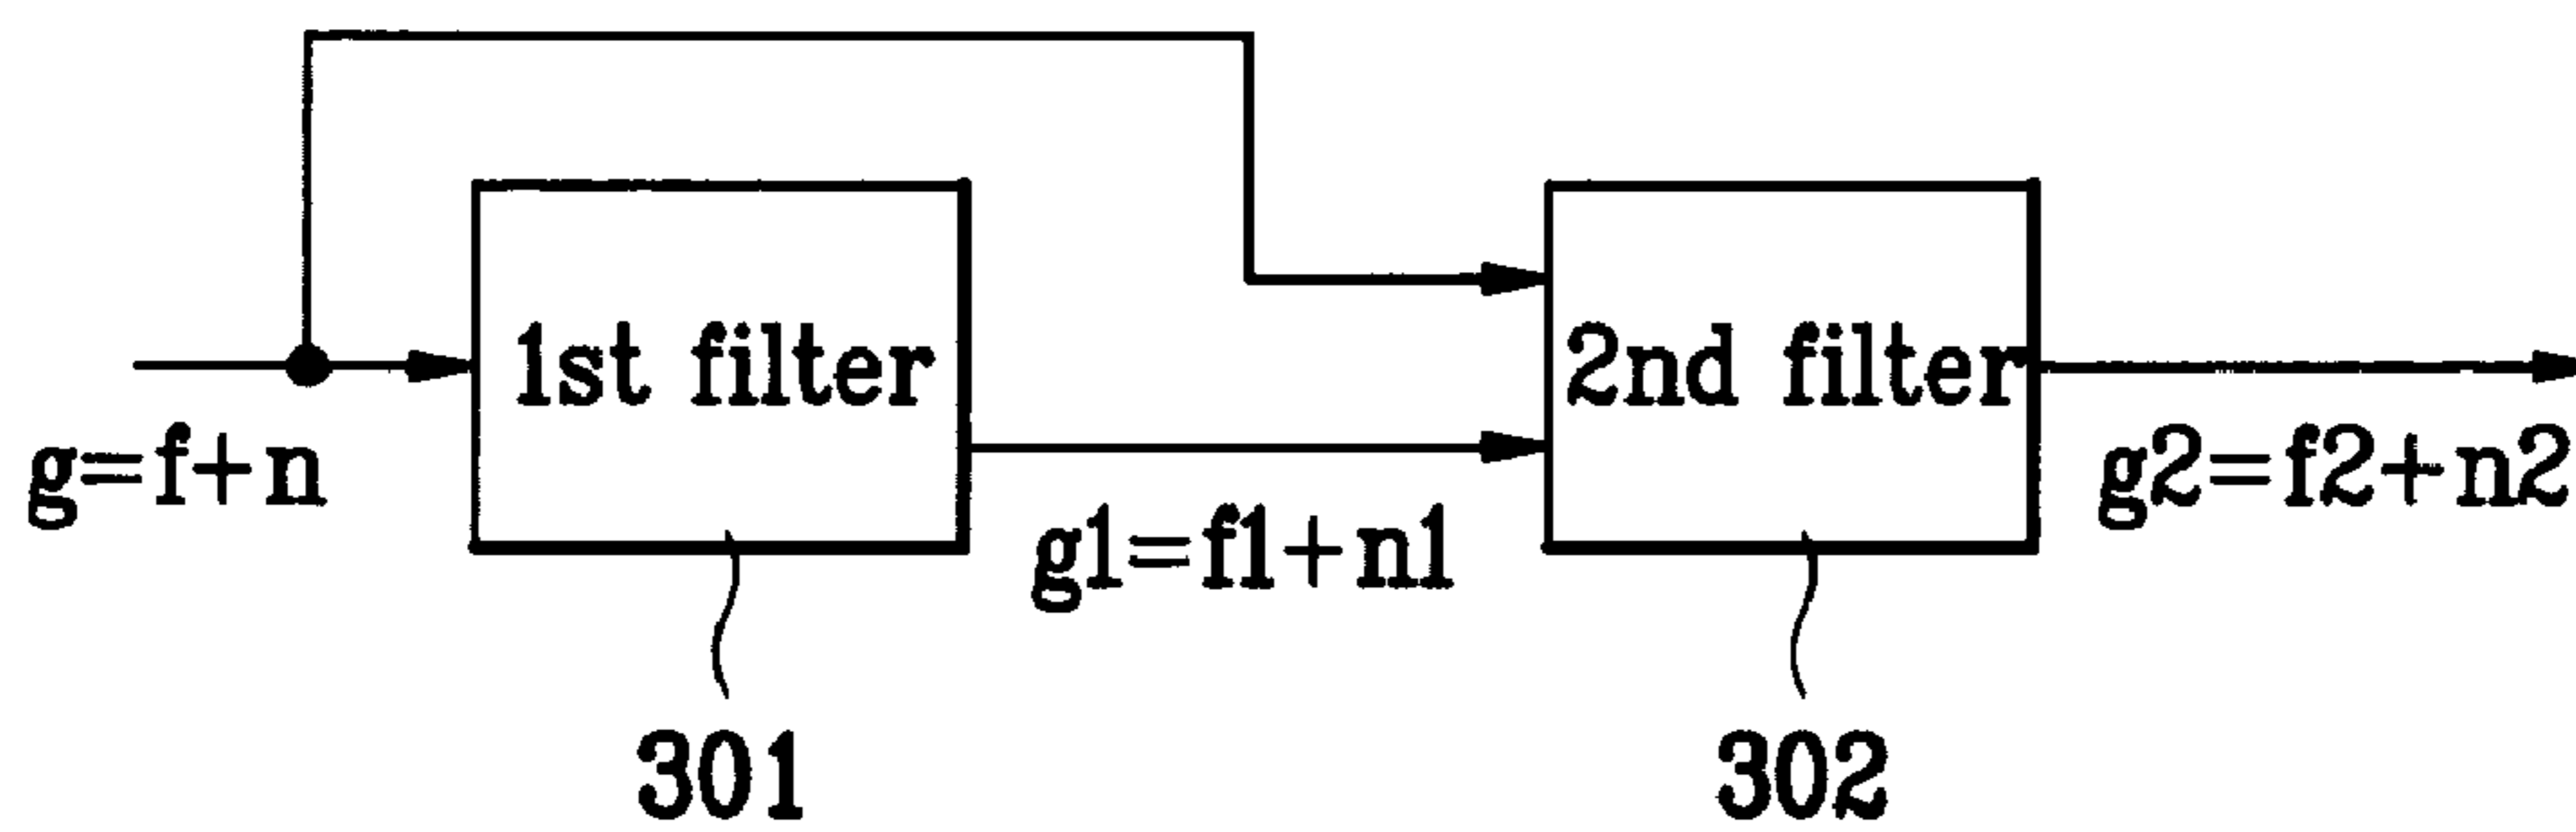 1st filter
2nd filter
g=f+n
g1=f1+n1
g2=f2+n2
301
302